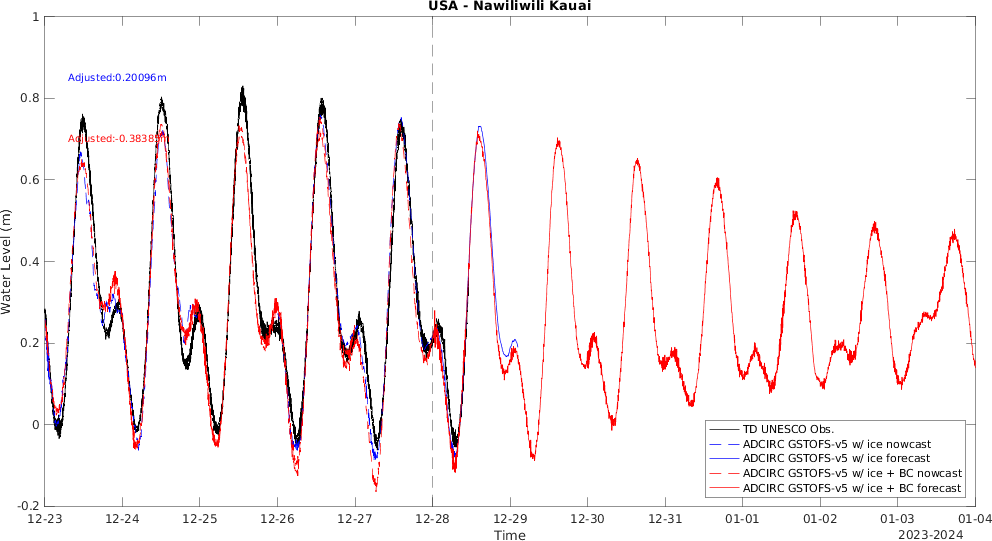 USA - Nawiliwili Kauai
Water Level (m)
1
0.8
0.6
0.4
0.2
0
-0.2
Adjusted:0.20096m
TD UNESCO Obs.
ADCIRC GSTOFS-v5 w/ ice nowcast
ADCIRC GSTOFS-v5 w/ ice forecast
ADCIRC GSTOFS-v5 w/ ice + BC nowcast
ADCIRC GSTOFS-v5 w/ ice + BC forecast
12-23 12-24 12-25 12-26 12-27 12-28 12-29 12-30 12-31 01-01 01-02 01-03 01-04
Time
2023-2024